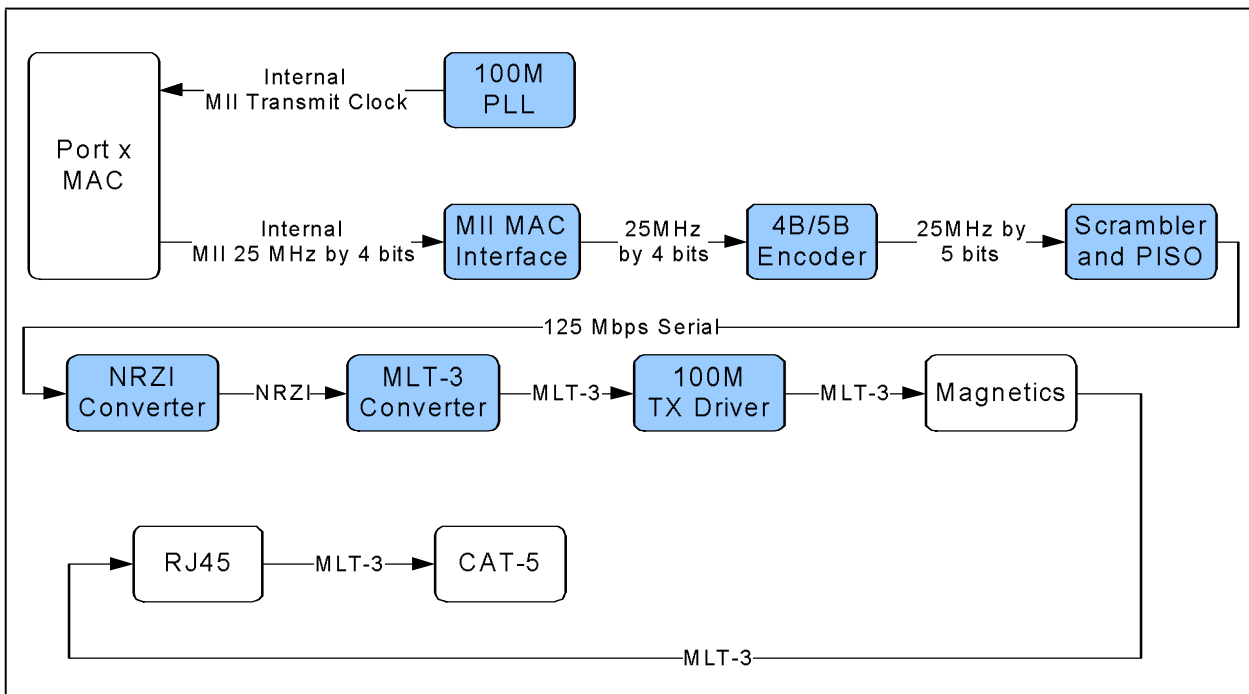 Port x
MAC
Internal
MII Transmit Clock
100M
PLL
Internal
MII 25 MHz by 4 bits
MII MAC
Interface
25MHz
by 4 bits
4B/5B
Encoder
25MHz by
5 bits
Scrambler
and PISO
125 Mbps Serial
NRZI
Converter
NRZI
MLT-3
Converter
MLT-3
100M
TX Driver
MLT-3
Magnetics
RJ45
MLT-3
CAT-5
MLT-3